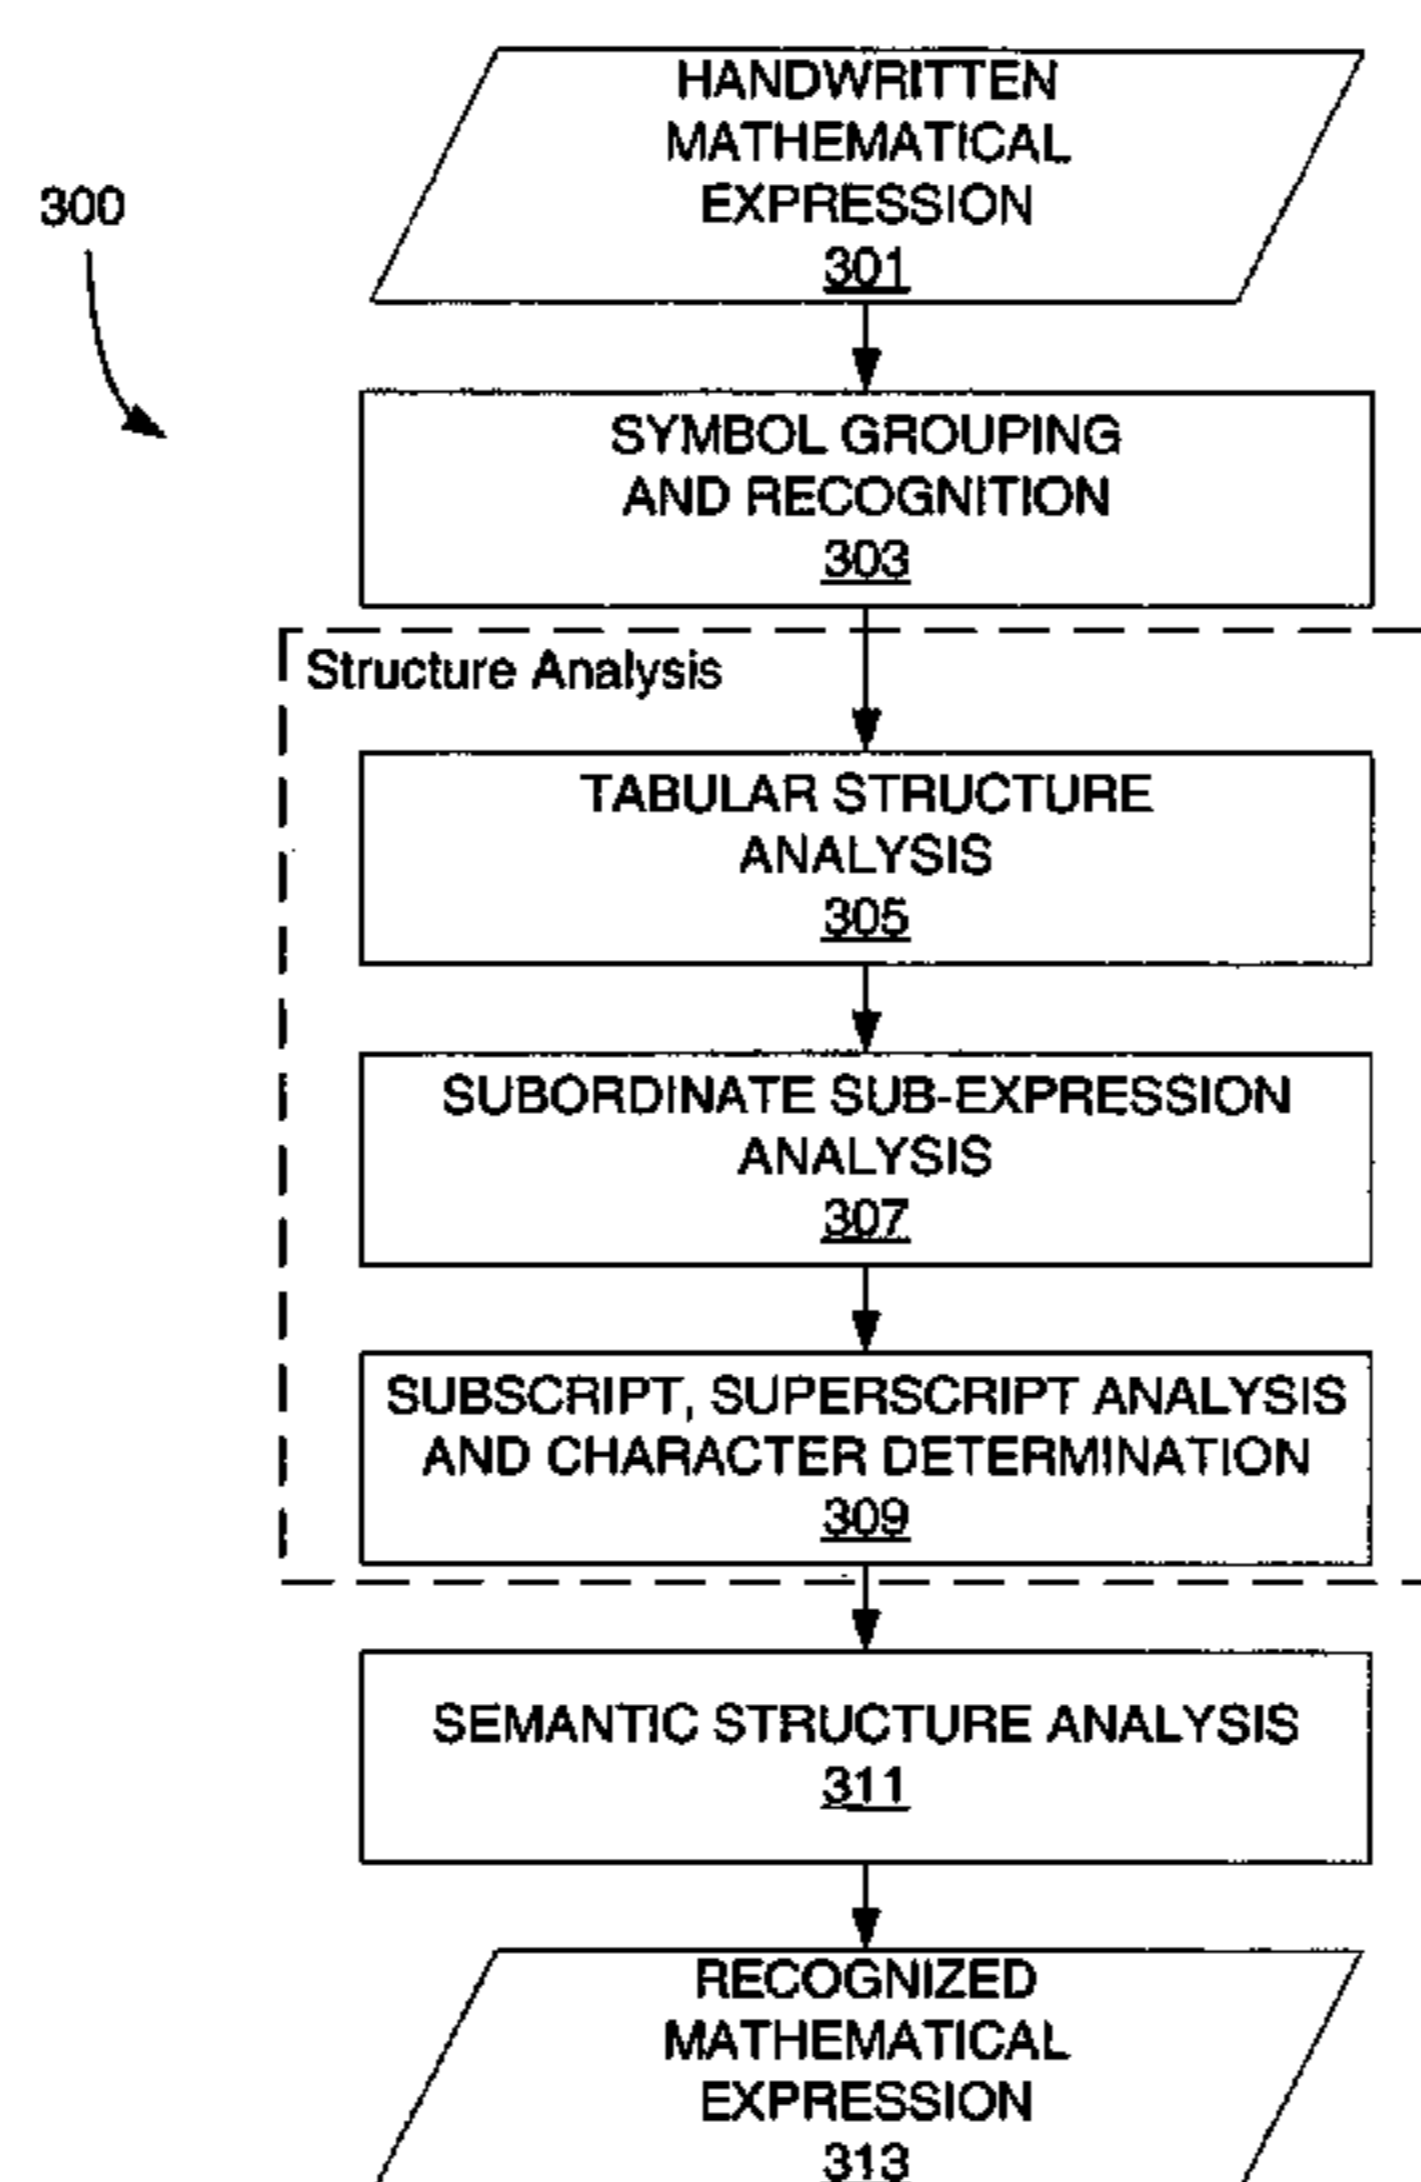 HANDWRITTEN
MATHEMATICAL
EXPRESSION
301
300
SYMBOL GROUPING
AND RECOGNITION
303
Structure Analysis
TABULAR STRUCTURE
ANALYSIS
305
SUBORDINATE SUB-EXPRESSION
ANALYSIS
307
SUBSCRIPT, SUPERSCRIPT ANALYSIS
AND CHARACTER DETERMINATION
309
SEMANTIC STRUCTURE ANALYSIS
311
RECOGNIZED
MATHEMATICAL
EXPRESSION
313